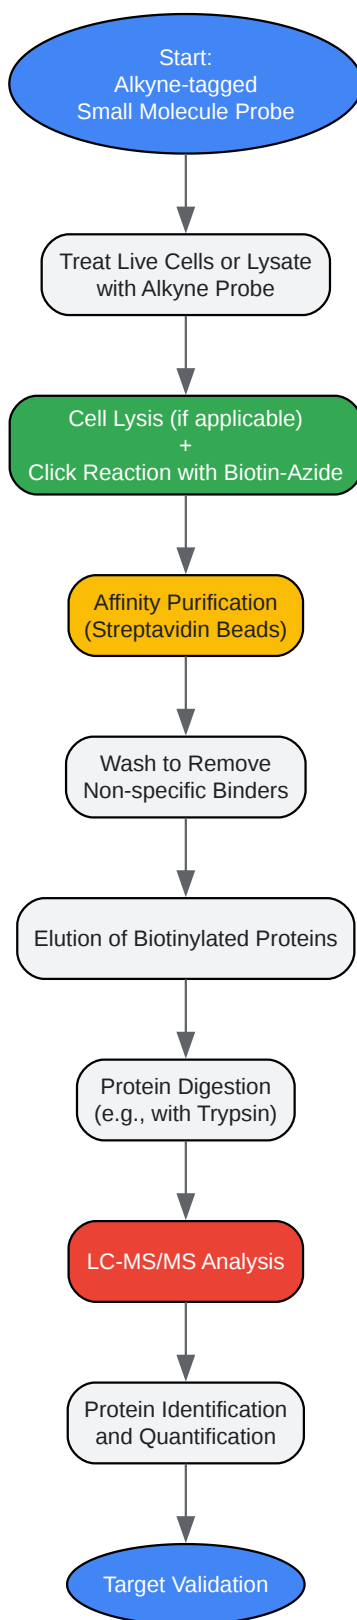 Start:
Alkyne-tagged
Small Molecule Probe
Treat Live Cells or Lysate
with Alkyne Probe
Cell Lysis (if applicable)
+
Click Reaction with Biotin-Azide
Affinity Purification
(Streptavidin Beads)
Wash to Remove
Non-specific Binders
Elution of Biotinylated Proteins
Protein Digestion
(e.g., with Trypsin)
LC-MS/MS Analysis
Protein Identification
and Quantification
Target Validation